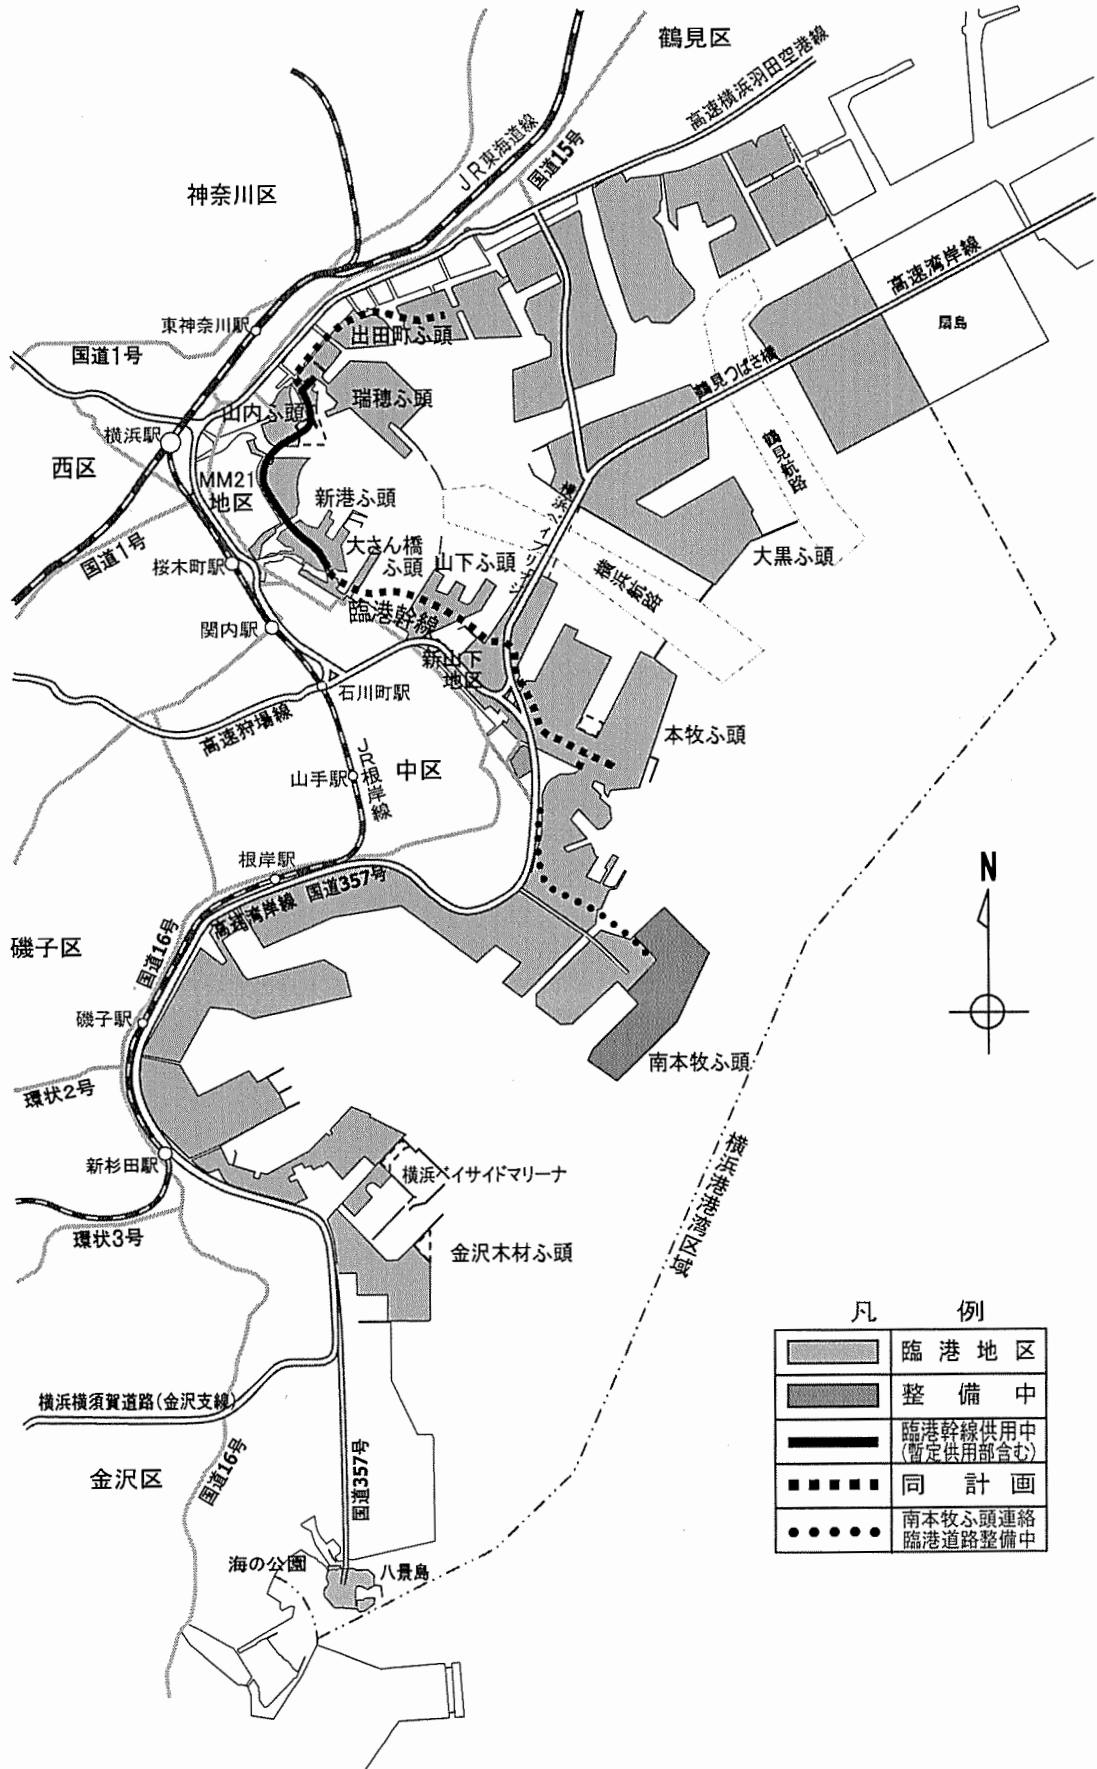 鶴見区
高速横浜羽田空港線
JR東海道線
国道15号
神奈川区
高速湾岸線
東神奈川駅
国道1号
出田町ふ頭
扇島
鶴見つばさ橋
瑞穂ふ頭
山内ふ頭
横浜駅
西区
MM21
地区
新港ふ頭
鶴見航路
横浜ベイブリッジ
国道1号
大さん橋
ふ頭
山下ふ頭
大黒ふ頭
桜木町駅
横浜航路
臨港幹線
関内駅
新山下
地区
石川町駅
高速狩場線
本牧ふ頭
JR根岸線
中区
山手駅
根岸駅
高速湾岸線
国道357号
N
磯子区
国道16号
磯子駅
南本牧ふ頭
環状2号
横浜港港湾区域
新杉田駅
横浜ベイサイドマリーナ
環状3号
金沢木材ふ頭
凡例
臨港地区
整備中
横浜横須賀道路(金沢支線)
臨港幹線供用中
(暫定供用部含む)
金沢区
国道16号
国道357号
同計画
南本牧ふ頭連絡
臨港道路整備中
海の公園
八景島